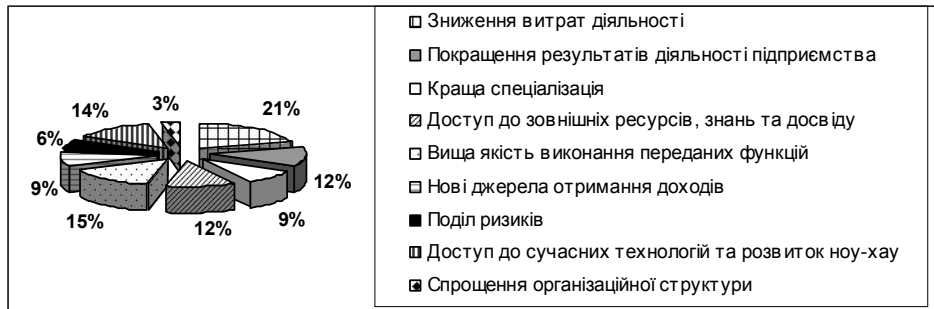 Зниження витрат діяльності
Покращення результатів діяльності підприємства
Краща спеціалізація
Доступ до зовнішніх ресурсів, знань та досвіду
Вища якість виконання переданих функцій
Нові джерела отримання доходів
Поділ ризиків
Доступ до сучасних технологій та розвиток ноу-хау
Спрощення організаційної структури
21%
12%
9%
12%
15%
9%
6%
14%
3%